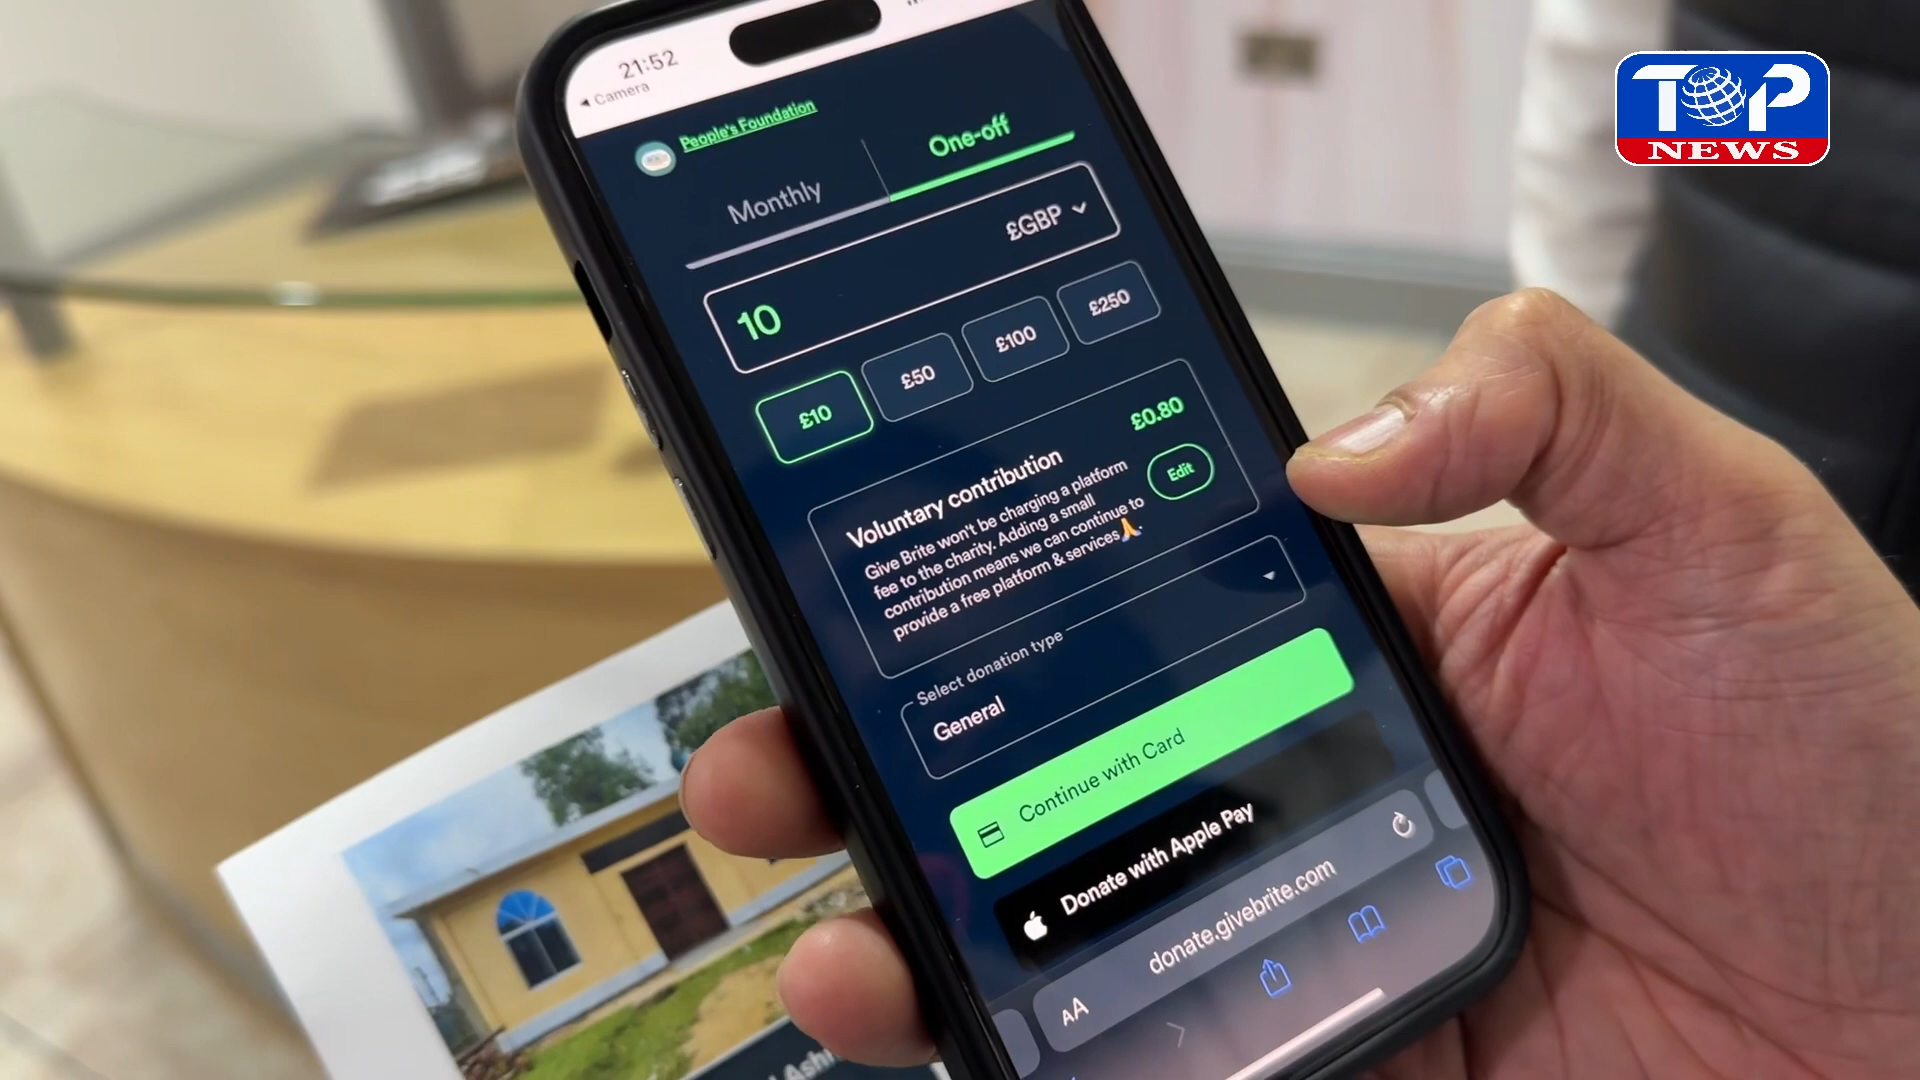 21:52
◀ Camera
People's Foundation
Monthly
One-off
10
£GBP
£10
£50
£100
£250
Voluntary contribution
£0.80
Give Brite won't be charging a platform
fee to the charity. Adding a small
contribution means we can continue to
provide a free platform & services🙏.
Edit
Select donation type
General
Continue with Card
Donate with Apple Pay
AA
donate.givebrite.com
TOP
NEWS